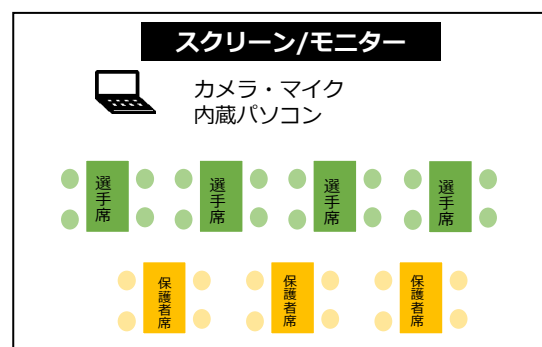 スクリーン/モニター
カメラ・マイク
内蔵パソコン
選手席
選手席
選手席
選手席
保護者席
保護者席
保護者席